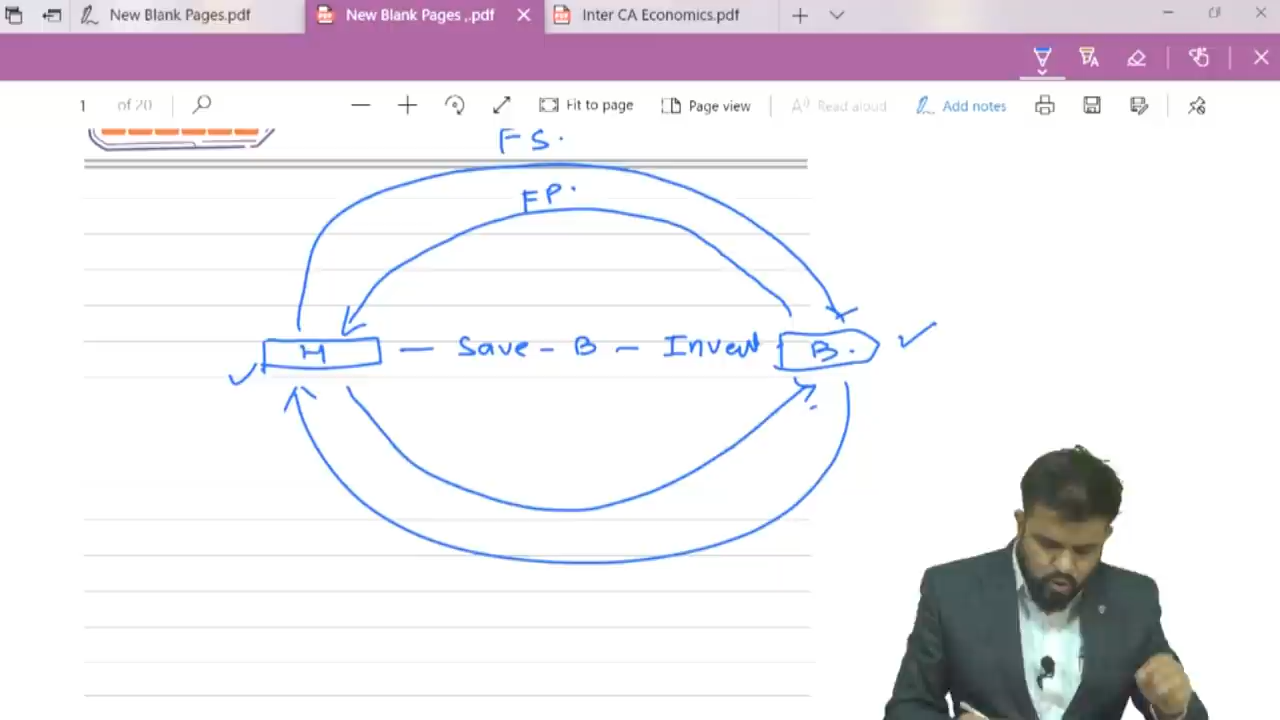 New Blank Pages.pdf
New Blank Pages ,.pdf
Inter CA Economics.pdf
1 of 20
Fit to page
Page view
Read aloud
Add notes
FS.
FP.
H — Save - B - Invest B.